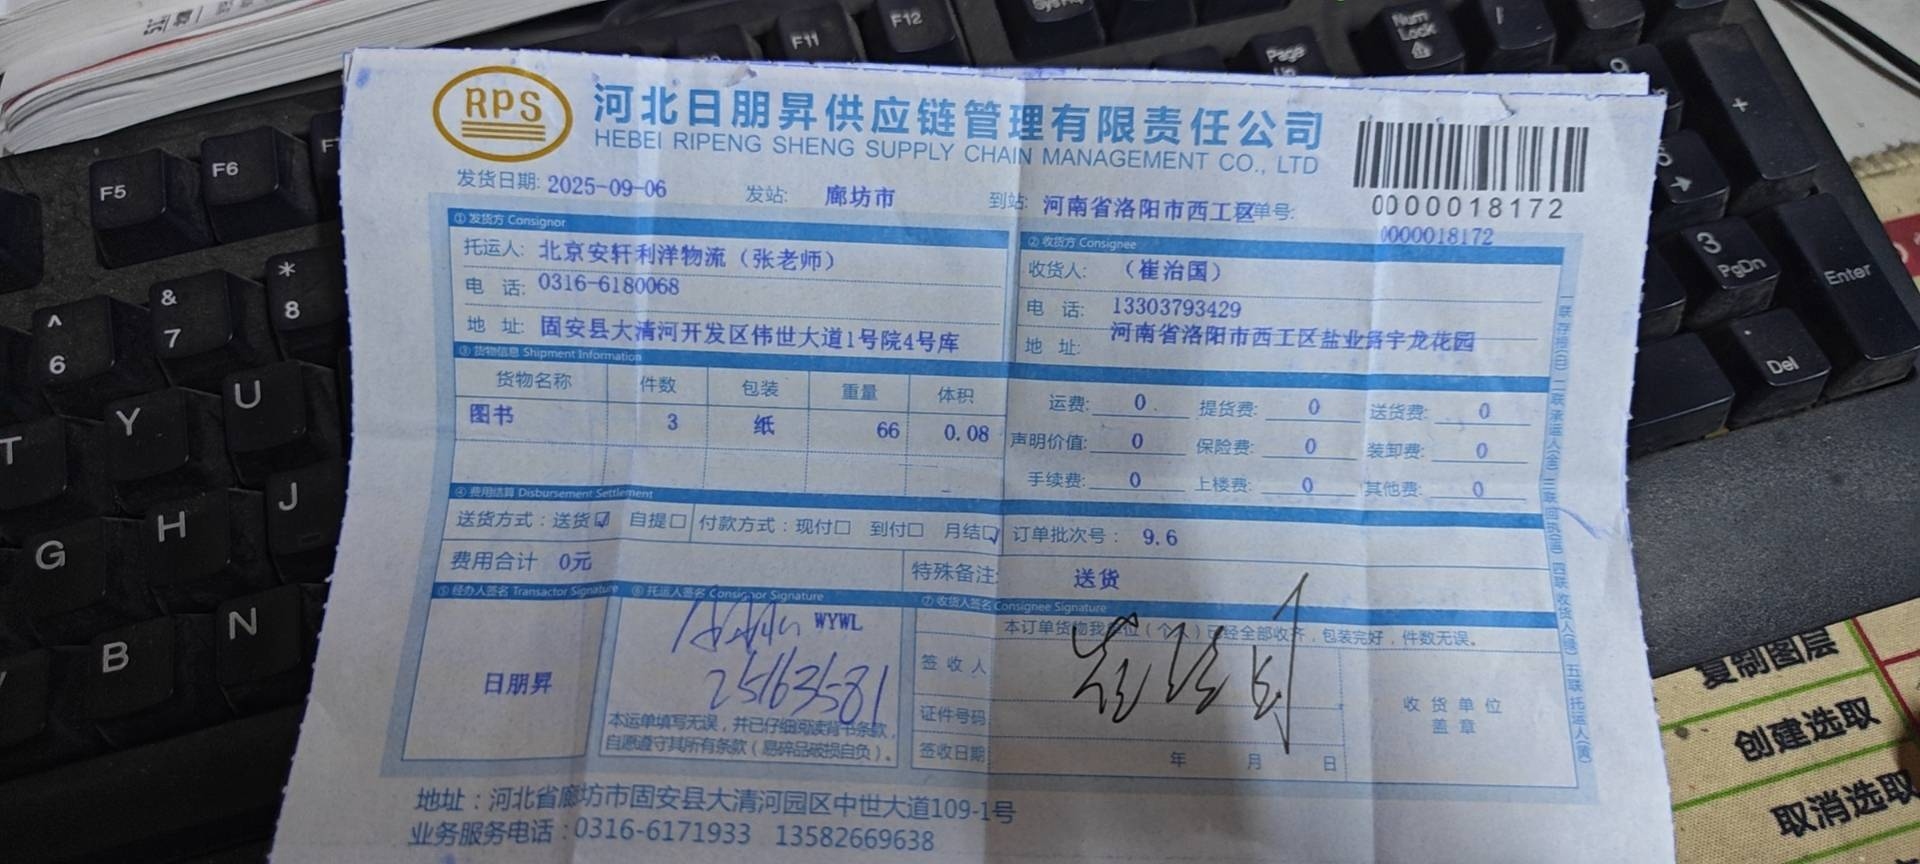 RPS
河北日朋昇供应链管理有限责任公司
HEBEI RIPENG SHENG SUPPLY CHAIN MANAGEMENT CO., LTD
发货日期: 2025-09-06 发站: 廊坊市 到站: 河南省洛阳市西工区 单号: 0000018172
0000018172
① 发货方 Consignor
② 收货方 Consignee
托运人: 北京安轩利洋物流（张老师）
收货人: （崔治国）
电 话: 0316-6180068
电 话: 13303793429
地 址: 固安县大清河开发区伟世大道1号院4号库
地 址: 河南省洛阳市西工区盐业路宇龙花园
③ 货物信息 Shipment Information
货物名称 件数 包装 重量 体积
图书 3 纸 66 0.08
运费: 0 提货费: 0 送货费: 0
声明价值: 0 保险费: 0 装卸费: 0
手续费: 0 上楼费: 0 其他费: 0
④ 费用结算 Disbursement Settlement
送货方式：送货☑ 自提□ 付款方式：现付□ 到付□ 月结☑ 订单批次号： 9.6
费用合计 0元 特殊备注: 送货
⑤ 经办人签名 Transactor Signature
⑥ 托运人签名 Consignor Signature
⑦ 收货人签名 Consignee Signature
日朋昇
WYWL
25163581
本运单填写无误，并已仔细阅读背书条款，
自愿遵守其所有条款（易碎品破损自负）。
本订单货物我单位（个人）已经全部收齐，包装完好，件数无误。
签收人 崔治国
证件号码
签收日期 年 月 日
收货单位
盖章
地址：河北省廊坊市固安县大清河园区中世大道109-1号
业务服务电话：0316-6171933 13582669638
F5
F6
F11
F12
Num Lock
Page
^ 6
& 7
* 8
T
Y
U
G
H
J
B
N
+
3 PgDn
Enter
Del
复制图层
创建选取
取消选取